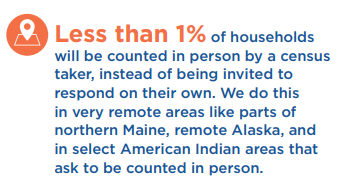 Less than 1% of households
will be counted in person by a census
taker, instead of being invited to
respond on their own. We do this
in very remote areas like parts of
northern Maine, remote Alaska, and
in select American Indian areas that
ask to be counted in person.